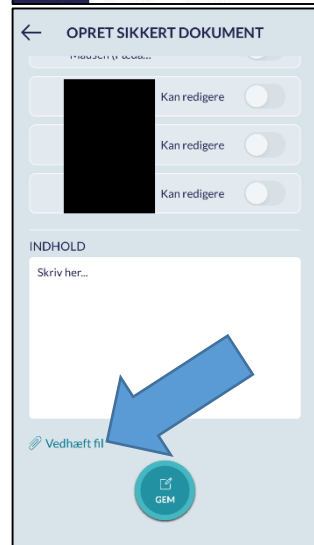 OPRET SIKKERT DOKUMENT
Kan redigere
Kan redigere
Kan redigere
INDHOLD
Skriv her...
Vedhæft fil
GEM